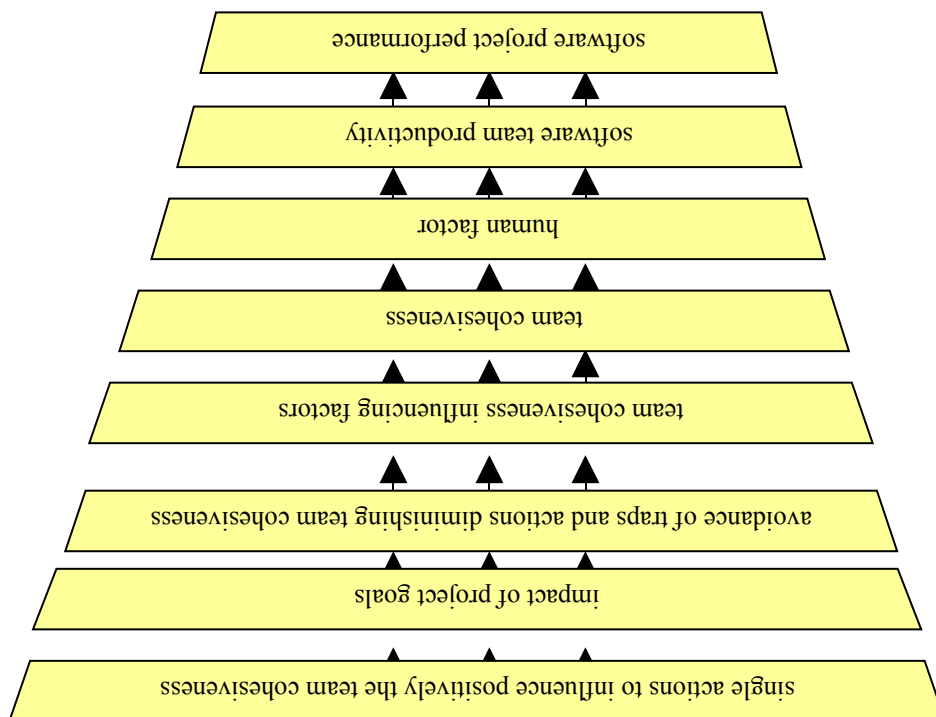 software project performance
software team productivity
human factor
team cohesiveness
team cohesiveness influencing factors
avoidance of traps and actions diminishing team cohesiveness
impact of project goals
single actions to influence positively the team cohesiveness